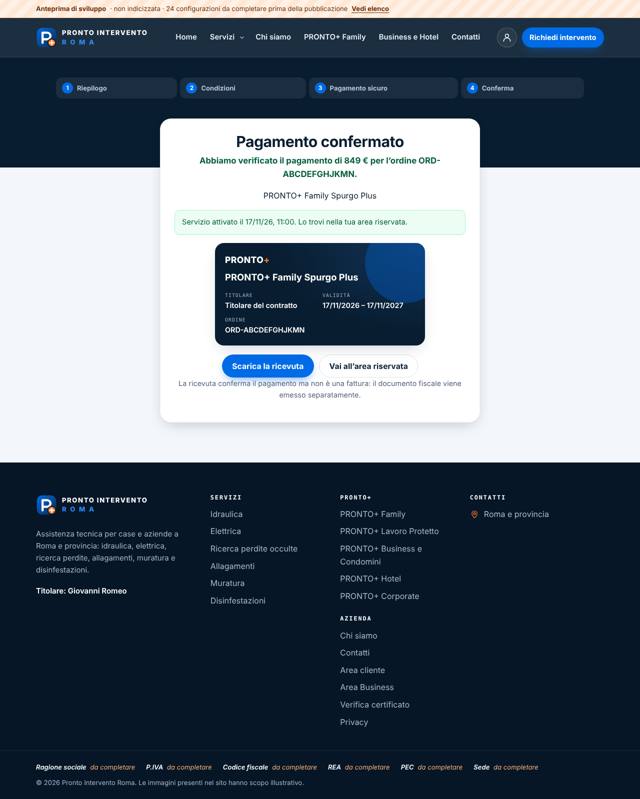 Anteprima di sviluppo · non indicizzata · 24 configurazioni da completare prima della pubblicazione Vedi elenco
PRONTO INTERVENTO
ROMA
Home Servizi Chi siamo PRONTO+ Family Business e Hotel Contatti Richiedi intervento
1 Riepilogo 2 Condizioni 3 Pagamento sicuro 4 Conferma
Pagamento confermato
Abbiamo verificato il pagamento di 849 € per l’ordine ORD-
ABCDEFGHJKMN.
PRONTO+ Family Spurgo Plus
Servizio attivato il 17/11/26, 11:00. Lo trovi nella tua area riservata.
PRONTO+
PRONTO+ Family Spurgo Plus
TITOLARE VALIDITÀ
Titolare del contratto 17/11/2026 – 17/11/2027
ORDINE
ORD-ABCDEFGHJKMN
Scarica la ricevuta Vai all’area riservata
La ricevuta conferma il pagamento ma non è una fattura: il documento fiscale viene
emesso separatamente.
PRONTO INTERVENTO
ROMA
Assistenza tecnica per case e aziende a
Roma e provincia: idraulica, elettrica,
ricerca perdite, allagamenti, muratura e
disinfestazioni.
Titolare: Giovanni Romeo
SERVIZI
Idraulica
Elettrica
Ricerca perdite occulte
Allagamenti
Muratura
Disinfestazioni
PRONTO+
PRONTO+ Family
PRONTO+ Lavoro Protetto
PRONTO+ Business e
Condomini
PRONTO+ Hotel
PRONTO+ Corporate
AZIENDA
Chi siamo
Contatti
Area cliente
Area Business
Verifica certificato
Privacy
CONTATTI
Roma e provincia
Ragione sociale da completare P.IVA da completare Codice fiscale da completare REA da completare PEC da completare Sede da completare
© 2026 Pronto Intervento Roma. Le immagini presenti nel sito hanno scopo illustrativo.